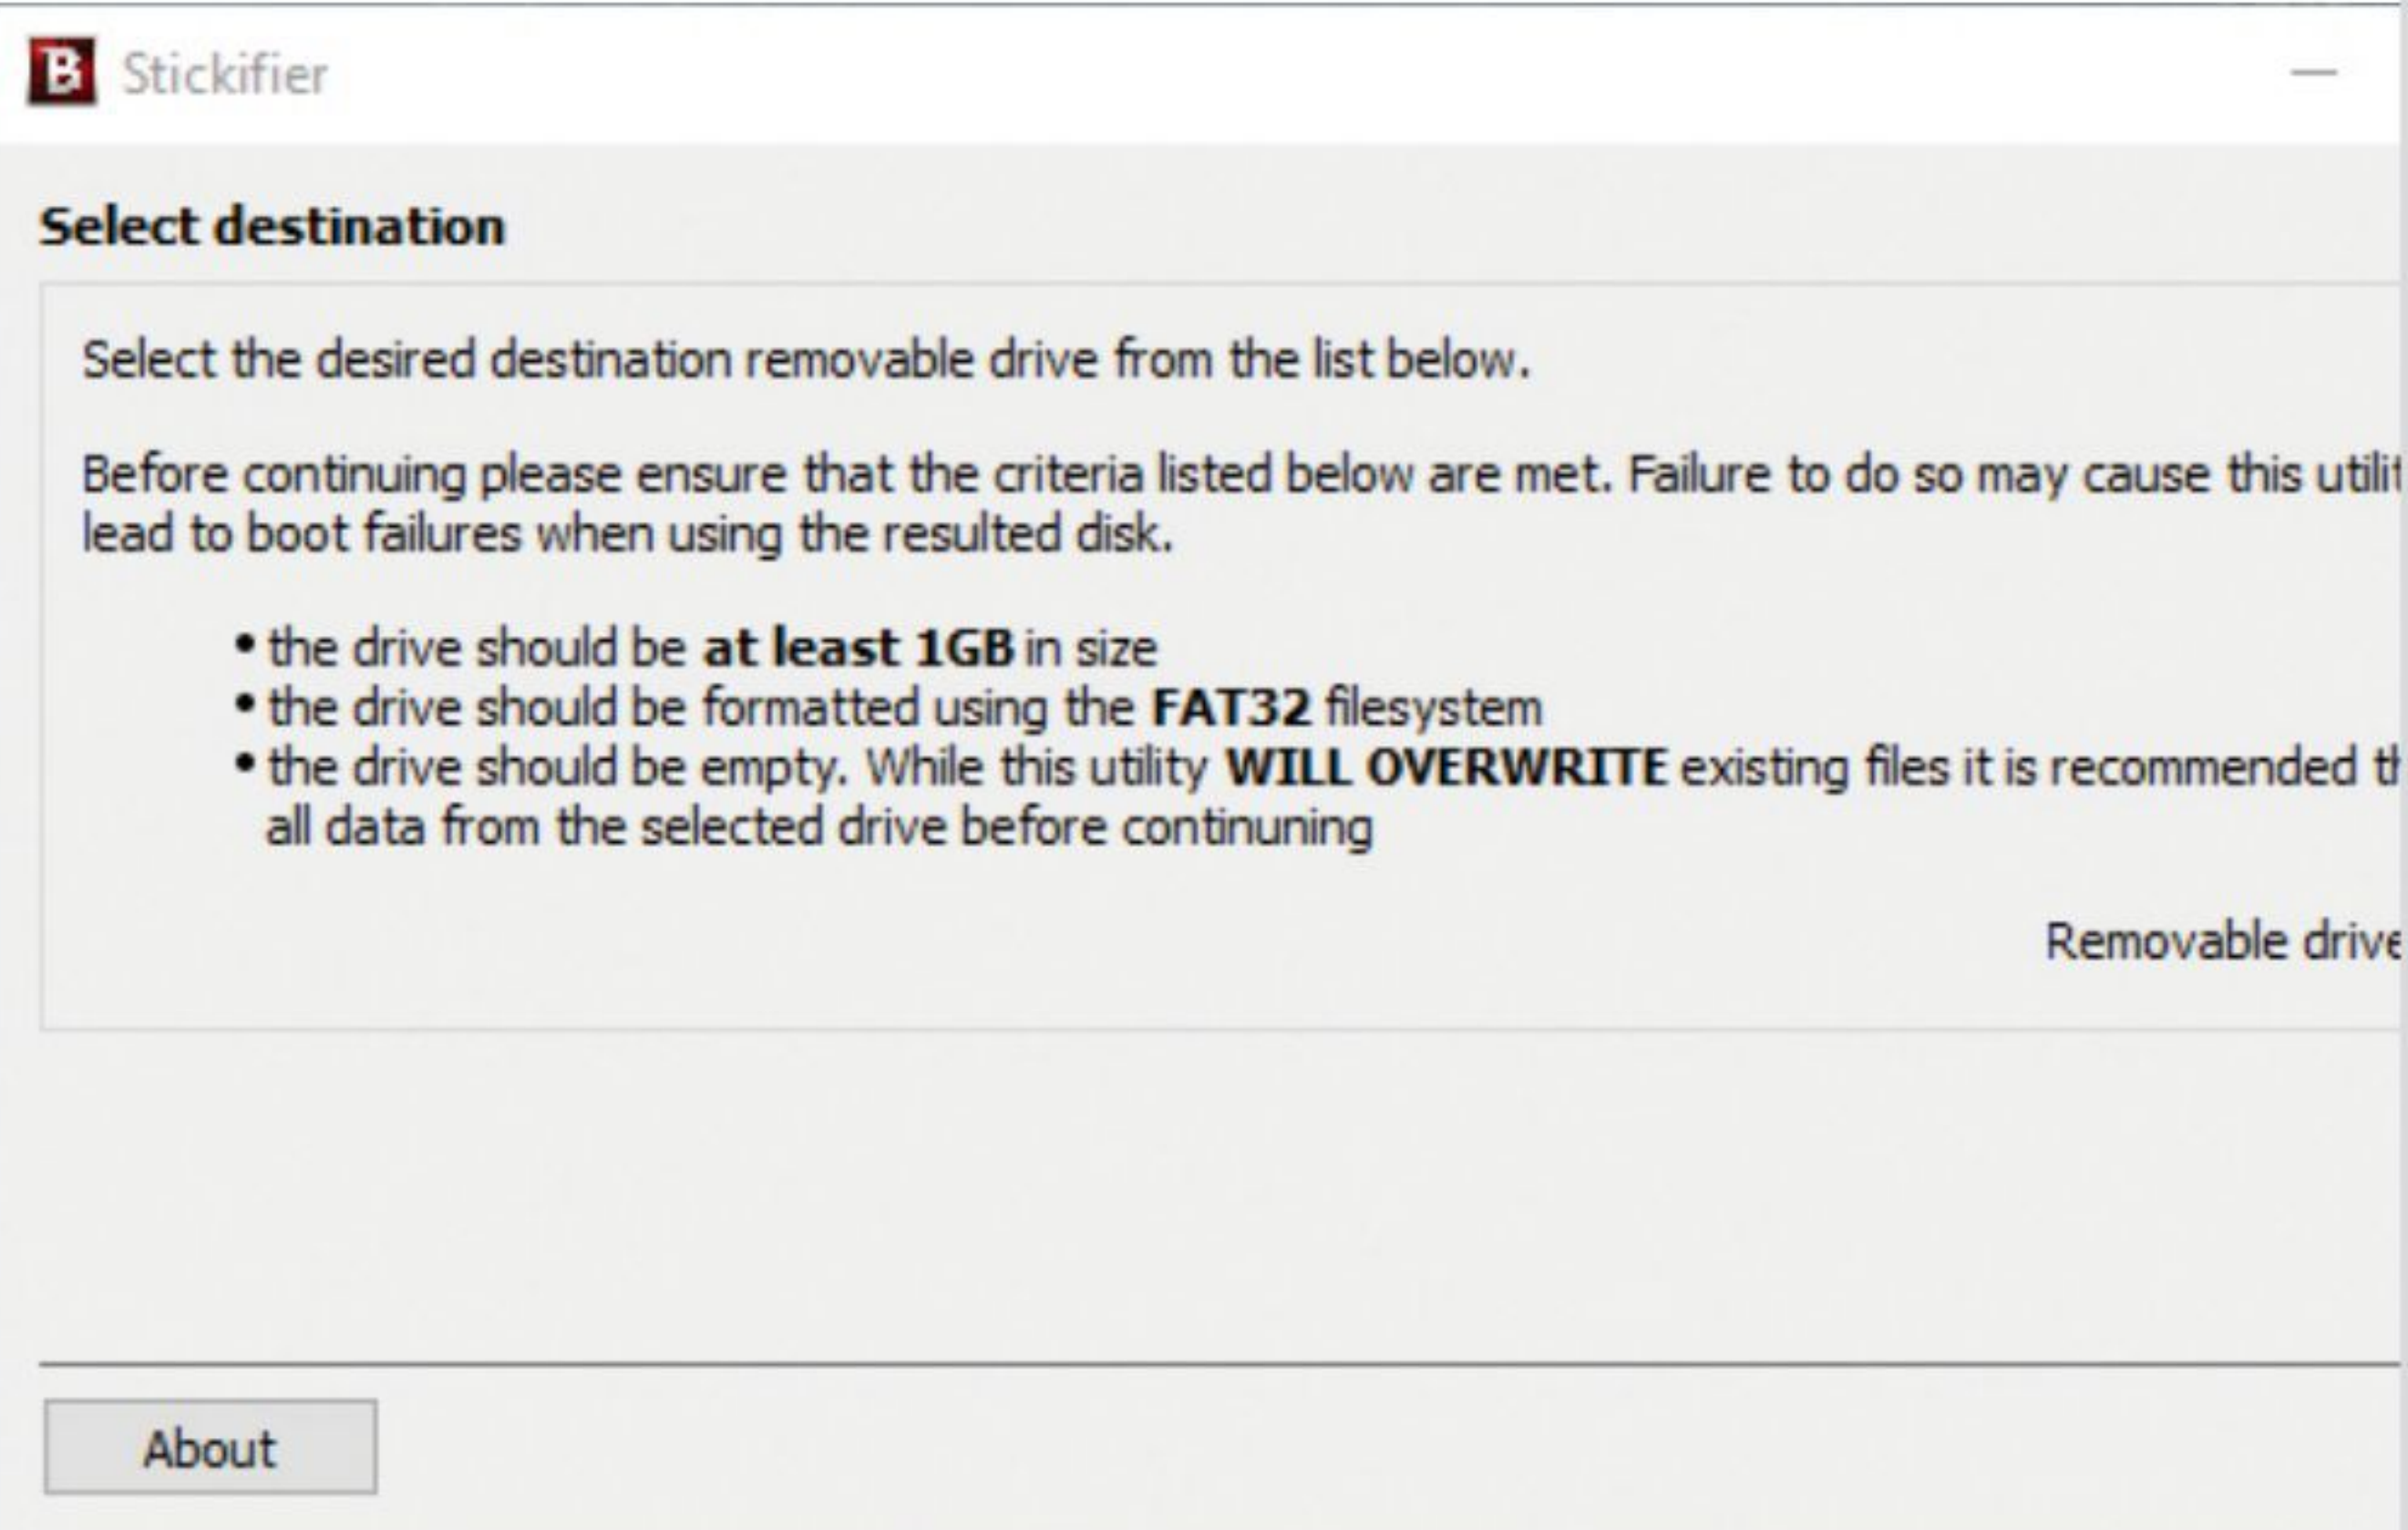 B Stickifier
Select destination
Select the desired destination removable drive from the list below.
Before continuing please ensure that the criteria listed below are met. Failure to do so may cause this utilit
lead to boot failures when using the resulted disk.
• the drive should be at least 1GB in size
• the drive should be formatted using the FAT32 filesystem
• the drive should be empty. While this utility WILL OVERWRITE existing files it is recommended th
all data from the selected drive before continuning
Removable drive
About